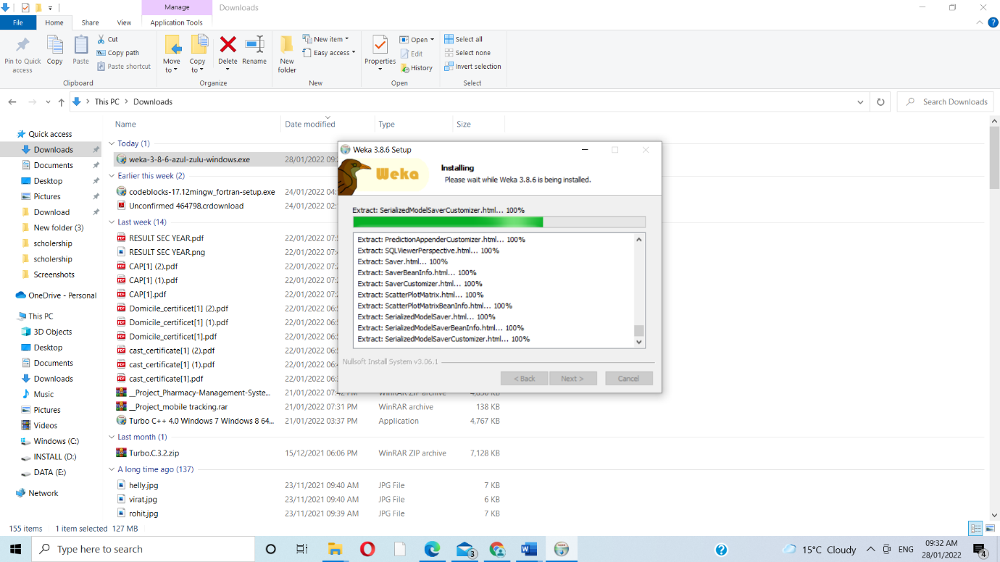 Manage
Downloads
File
Home
Share
View
Application Tools
Pin to Quick access
Copy
Paste
Cut
Copy path
Paste shortcut
Clipboard
Move to
Copy to
Delete
Rename
Organize
New folder
New item
Easy access
New
Properties
Open
Edit
History
Open
Select all
Select none
Invert selection
Select
This PC > Downloads
Search Downloads
Name
Date modified
Type
Size
Quick access
Downloads
Documents
Desktop
Pictures
Download
New folder (3)
scholership
scholership
Screenshots
OneDrive - Personal
This PC
3D Objects
Desktop
Documents
Downloads
Music
Pictures
Videos
Windows (C:)
INSTALL (D:)
DATA (E:)
Network
Today (1)
weka-3-8-6-azul-zulu-windows.exe 28/01/2022 09:
Earlier this week (2)
codeblocks-17.12mingw_fortran-setup.exe 24/01/2022 04:
Unconfirmed 464798.crdownload 24/01/2022 02:
Last week (14)
RESULT SEC YEAR.pdf 22/01/2022 07:
RESULT SEC YEAR.png 22/01/2022 07:
CAP[1] (2).pdf 22/01/2022 07:
CAP[1] (1).pdf 22/01/2022 07:
CAP[1].pdf 22/01/2022 07:
Domicile_certificet[1] (2).pdf 22/01/2022 06:
Domicile_certificet[1] (1).pdf 22/01/2022 06:
Domicile_certificet[1].pdf 22/01/2022 06:
cast_certificate[1] (2).pdf 22/01/2022 06:
cast_certificate[1] (1).pdf 22/01/2022 06:
cast_certificate[1].pdf 22/01/2022 06:
__Project_Pharmacy-Management-Syste... 21/01/2022 07:42 PM WinRAR ZIP archive
__Project_mobile tracking.rar 21/01/2022 07:31 PM WinRAR archive 138 KB
Turbo C++ 4.0 Windows 7 Windows 8 64... 21/01/2022 03:37 PM Application 4,767 KB
Last month (1)
Turbo.C.3.2.zip 15/12/2021 06:06 PM WinRAR ZIP archive 7,128 KB
A long time ago (137)
helly.jpg 23/11/2021 09:40 AM JPG File 7 KB
virat.jpg 23/11/2021 09:40 AM JPG File 6 KB
rohit.jpg 23/11/2021 09:39 AM JPG File 7 KB
Weka 3.8.6 Setup
Weka
Installing
Please wait while Weka 3.8.6 is being installed.
Extract: SerializedModelSaverCustomizer.html... 100%
Extract: PredictionAppenderCustomizer.html... 100%
Extract: SQLViewerPerspective.html... 100%
Extract: Saver.html... 100%
Extract: SaverBeanInfo.html... 100%
Extract: SaverCustomizer.html... 100%
Extract: ScatterPlotMatrix.html... 100%
Extract: ScatterPlotMatrixBeanInfo.html... 100%
Extract: SerializedModelSaver.html... 100%
Extract: SerializedModelSaverBeanInfo.html... 100%
Extract: SerializedModelSaverCustomizer.html... 100%
Nullsoft Install System v3.06.1
< Back
Next >
Cancel
155 items 1 item selected 127 MB
Type here to search
3
15°C Cloudy
ENG
09:32 AM
28/01/2022
4